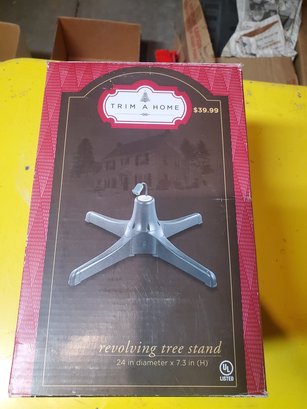 TRIM A HOME
$39.99
revolving tree stand
24 in diameter x 7.3 in (H)
UL
LISTED